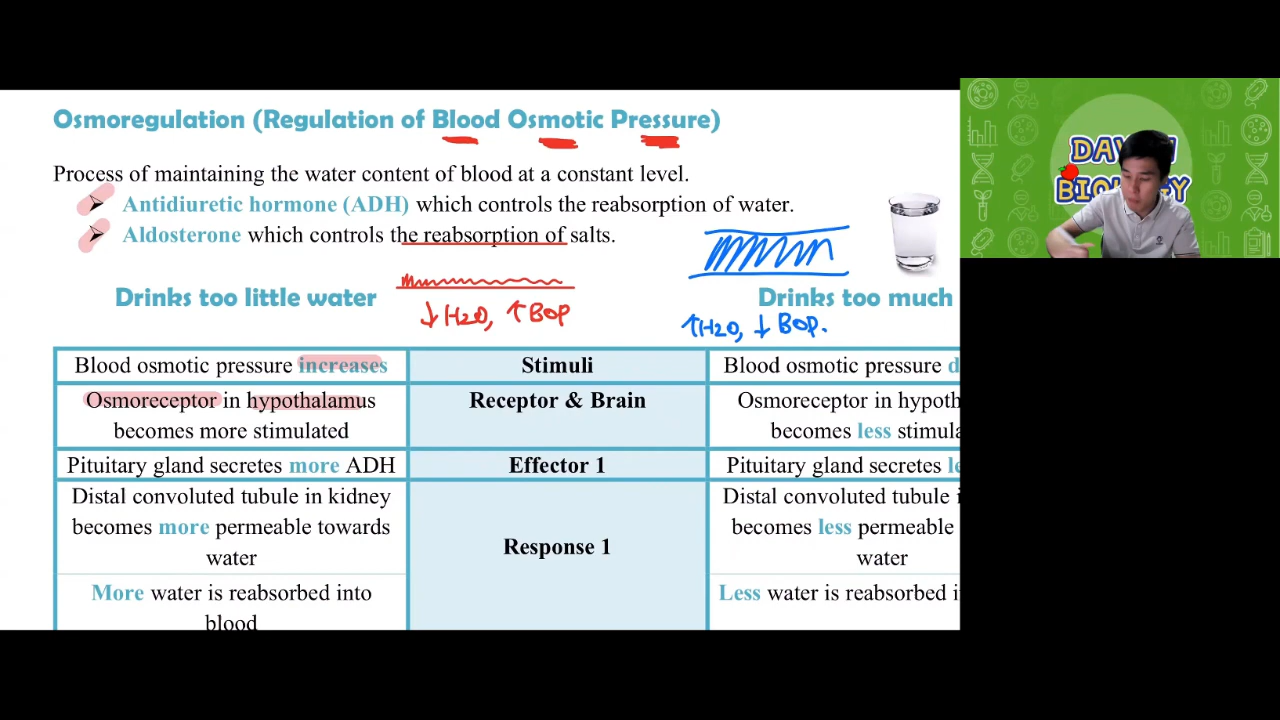 Osmoregulation (Regulation of Blood Osmotic Pressure)
Process of maintaining the water content of blood at a constant level.
Antidiuretic hormone (ADH) which controls the reabsorption of water.
Aldosterone which controls the reabsorption of salts.
Drinks too little water
↓ H2O, ↑ BOP
Drinks too much
↑H2O, ↓ BOP.
Blood osmotic pressure increases
Stimuli
Blood osmotic pressure d
Osmoreceptor in hypothalamus
becomes more stimulated
Receptor & Brain
Osmoreceptor in hypoth
becomes less stimula
Pituitary gland secretes more ADH
Effector 1
Pituitary gland secretes le
Distal convoluted tubule in kidney
becomes more permeable towards
water
Response 1
Distal convoluted tubule i
becomes less permeable
water
More water is reabsorbed into
blood
Less water is reabsorbed i
BIOLOGY